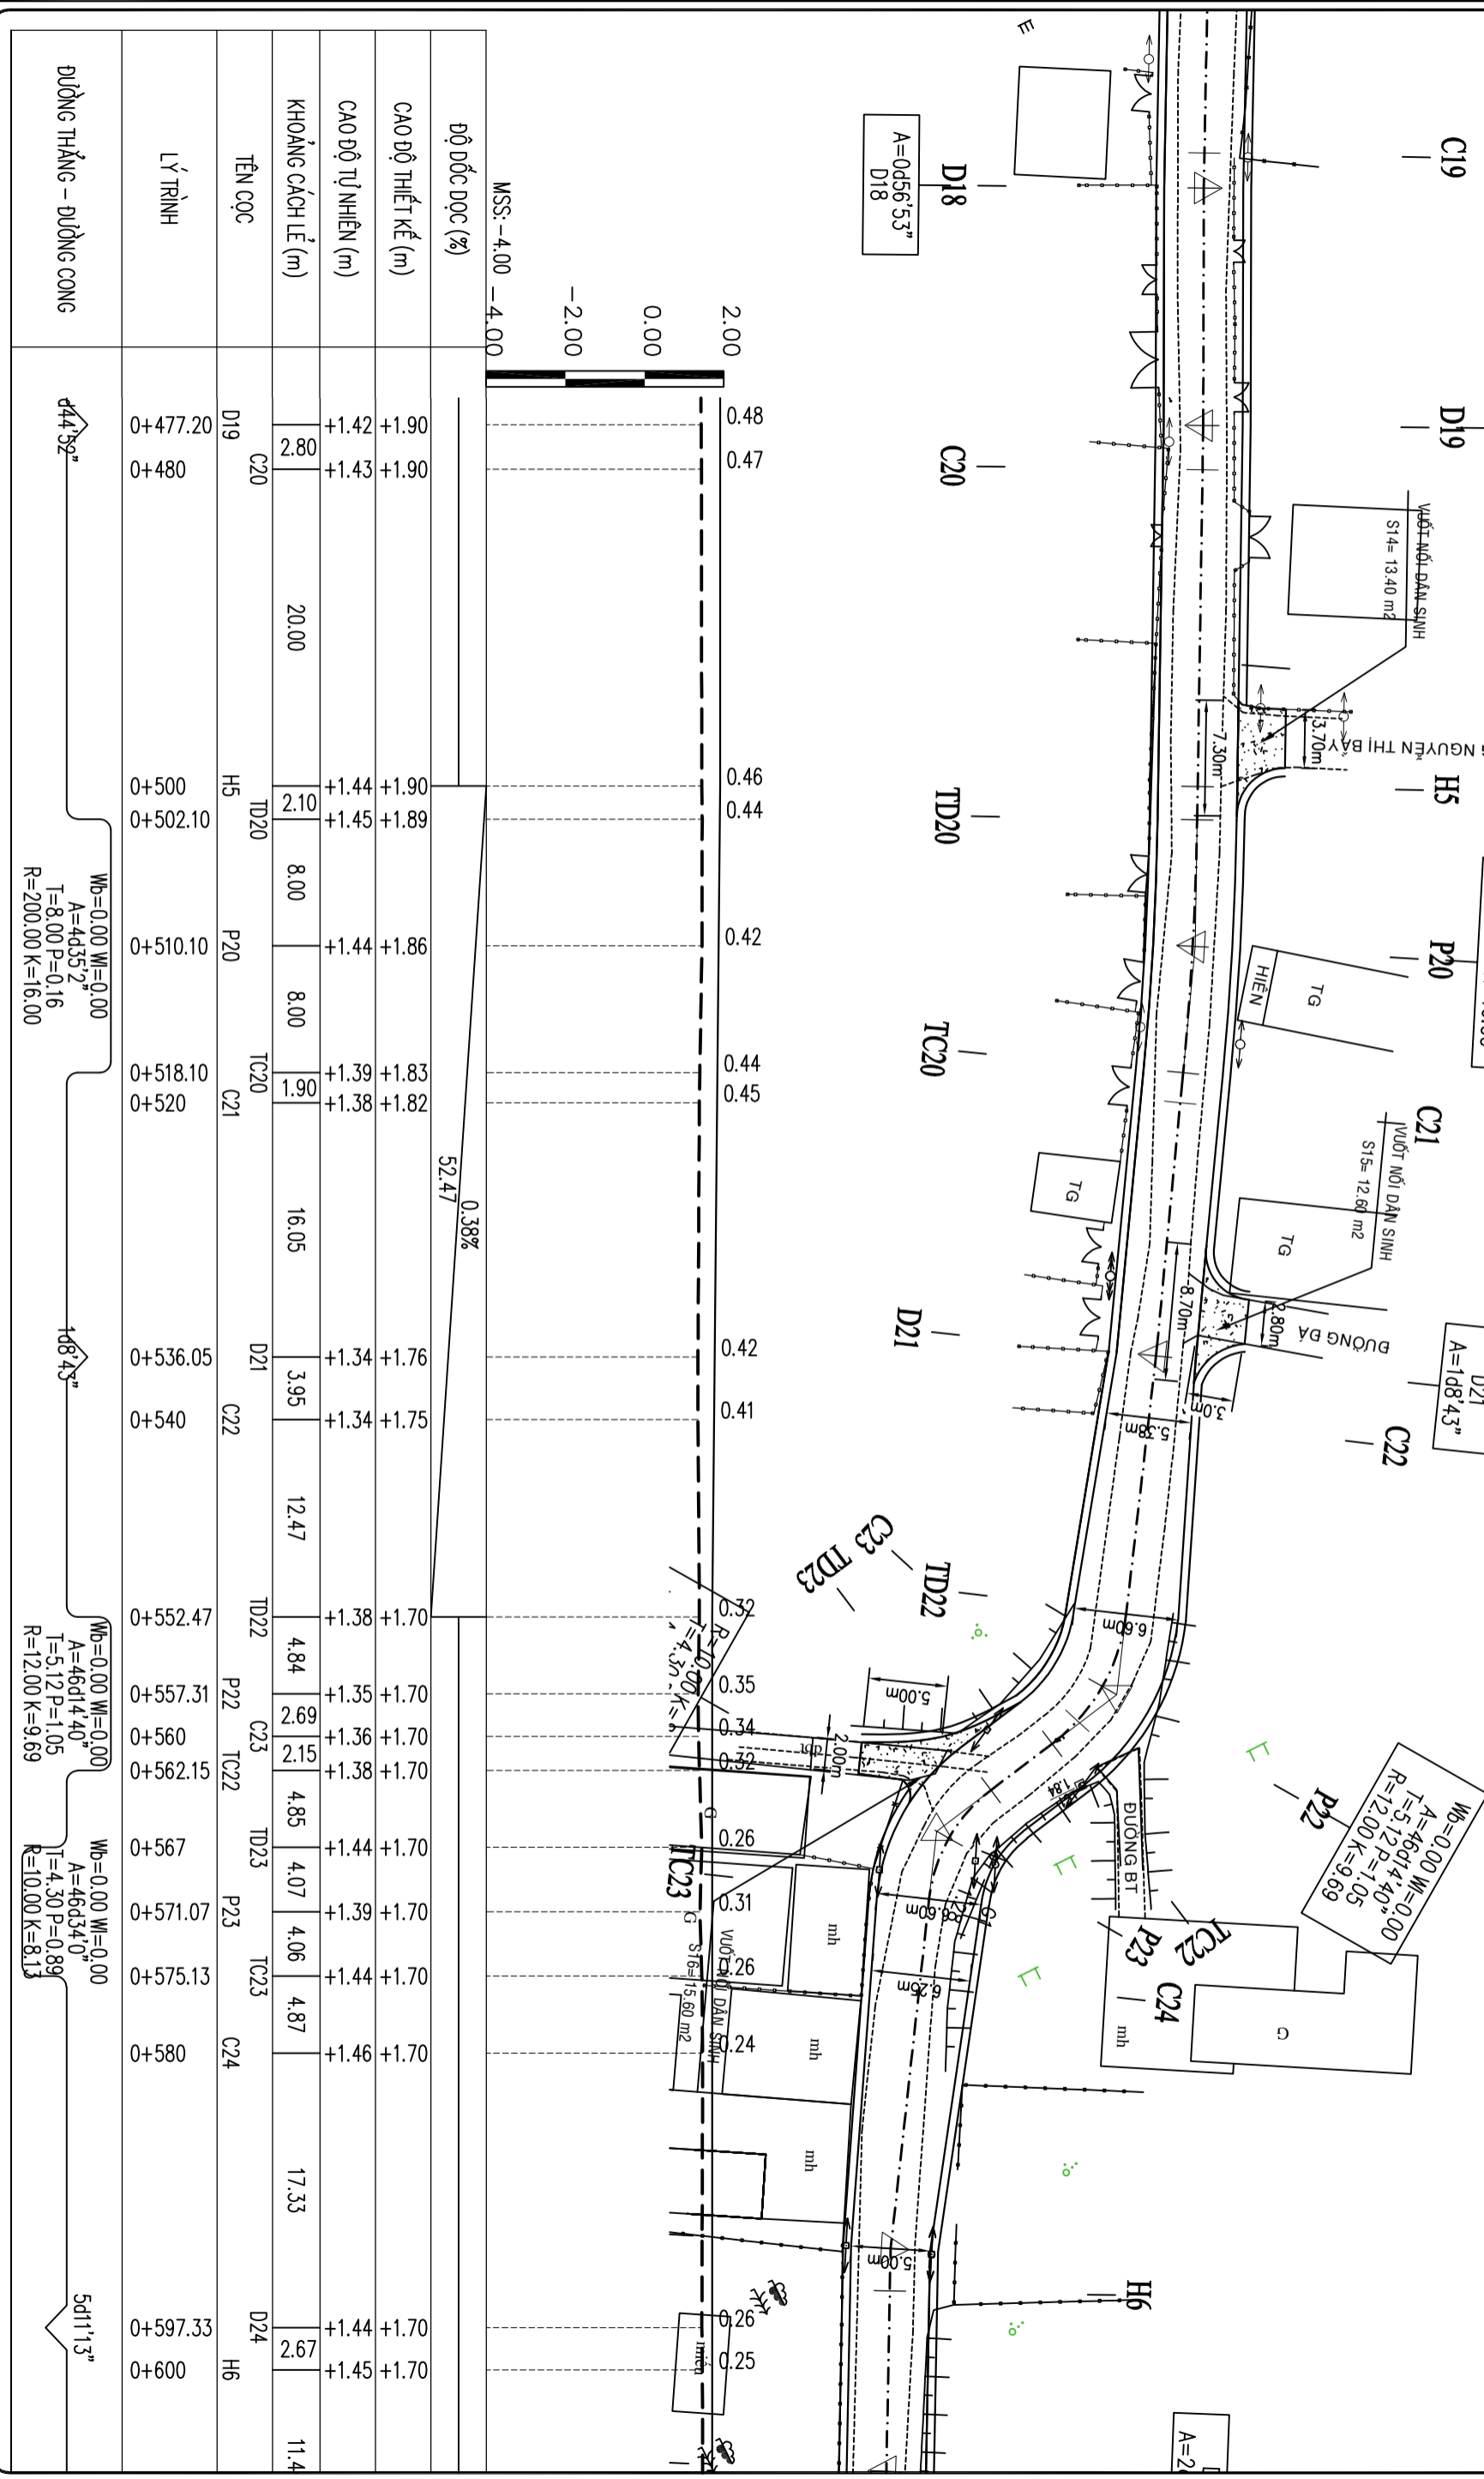 MSS:-4.00
2.00
0.00
-2.00
-4.00
0.48
0.47
0.46
0.44
0.42
0.44
0.45
0.42
0.41
0.32
0.35
0.34
0.32
0.26
0.31
0.26
0.24
0.26
0.25
ĐỘ DỐC DỌC (%)
52.47
0.38%
CAO ĐỘ THIẾT KẾ (m)
+1.90
+1.90
+1.90
+1.89
+1.86
+1.83
+1.82
+1.76
+1.75
+1.70
+1.70
+1.70
+1.70
+1.70
+1.70
+1.70
+1.70
+1.70
+1.70
CAO ĐỘ TỰ NHIÊN (m)
+1.42
+1.43
+1.44
+1.45
+1.44
+1.39
+1.38
+1.34
+1.34
+1.38
+1.35
+1.36
+1.38
+1.44
+1.39
+1.44
+1.46
+1.44
+1.45
KHOẢNG CÁCH LẺ (m)
2.80
20.00
2.10
8.00
8.00
1.90
16.05
3.95
12.47
4.84
2.69
2.15
4.85
4.07
4.06
4.87
17.33
2.67
11.4
TÊN CỌC
D19
C20
H5
TD20
P20
TC20
C21
D21
C22
TD22
P22
C23
TC22
TD23
P23
TC23
C24
D24
H6
LÝ TRÌNH
0+477.20
0+480
0+500
0+502.10
0+510.10
0+518.10
0+520
0+536.05
0+540
0+552.47
0+557.31
0+560
0+562.15
0+567
0+571.07
0+575.13
0+580
0+597.33
0+600
ĐƯỜNG THẲNG - ĐƯỜNG CONG
d44'52"
Wb=0.00 Wl=0.00
A=4d35'2"
T=8.00 P=0.16
R=200.00 K=16.00
1d8'43"
Wb=0.00 Wl=0.00
A=46d14'40"
T=5.12 P=1.05
R=12.00 K=9.69
Wb=0.00 Wl=0.00
A=46d34'0"
T=4.30 P=0.89
R=10.00 K=8.13
5d11'13"
C19
D19
H5
P20
C21
C22
P22
TC22
P23
C24
H6
D18
A=0d56'53"
D18
C20
TD20
TC20
D21
TD22
C23
TD23
TC23
VUỐT NỐI DÂN SINH
S14= 13.40 m2
3.70m
7.30m
NGUYỄN THỊ BẢY
HIÊN
TG
VUỐT NỐI DÂN SINH
S15= 12.60 m2
TG
TG
2.80m
8.70m
ĐƯỜNG ĐÁ
3.0m
5.38m
D21
A=1d8'43"
6.60m
5.00m
2.00m
đbt
1.84
ĐƯỜNG BT
Wb=0.00 Wl=0.00
A=46d14'40"
T=5.12 P=1.05
R=12.00 K=9.69
R=10.00 K=
6.60m
6.25m
5.00m
VUỐT NỐI DÂN SINH
S16= 15.60 m2
G
G
G
mh
mh
mh
mh
miếu